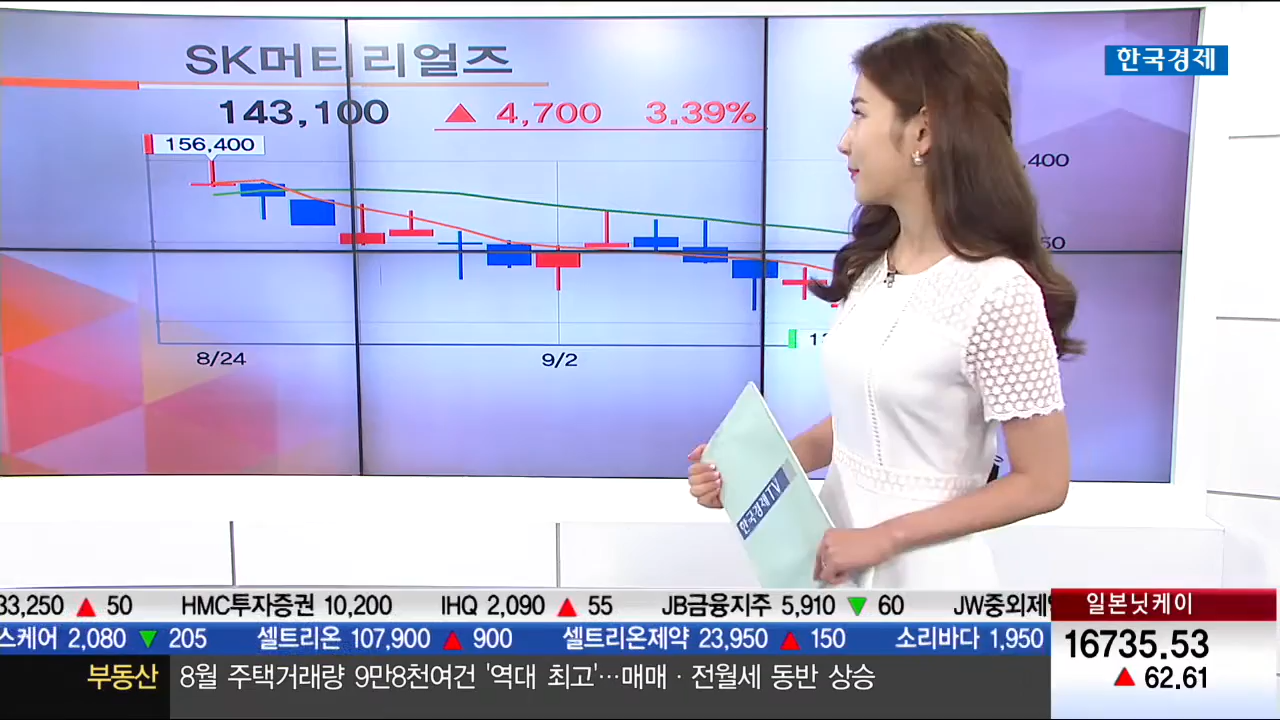 SK머티리얼즈
한국경제
143,100 ▲ 4,700 3.39%
156,400
,400
50
8/24
9/2
한국경제TV
33,250 ▲ 50 HMC투자증권 10,200 IHQ 2,090 ▲ 55 JB금융지주 5,910 ▼ 60 JW중외제
스케어 2,080 ▼ 205 셀트리온 107,900 ▲ 900 셀트리온제약 23,950 ▲ 150 소리바다 1,950
일본닛케이
16735.53
▲ 62.61
부동산 8월 주택거래량 9만8천여건 '역대 최고'…매매·전월세 동반 상승